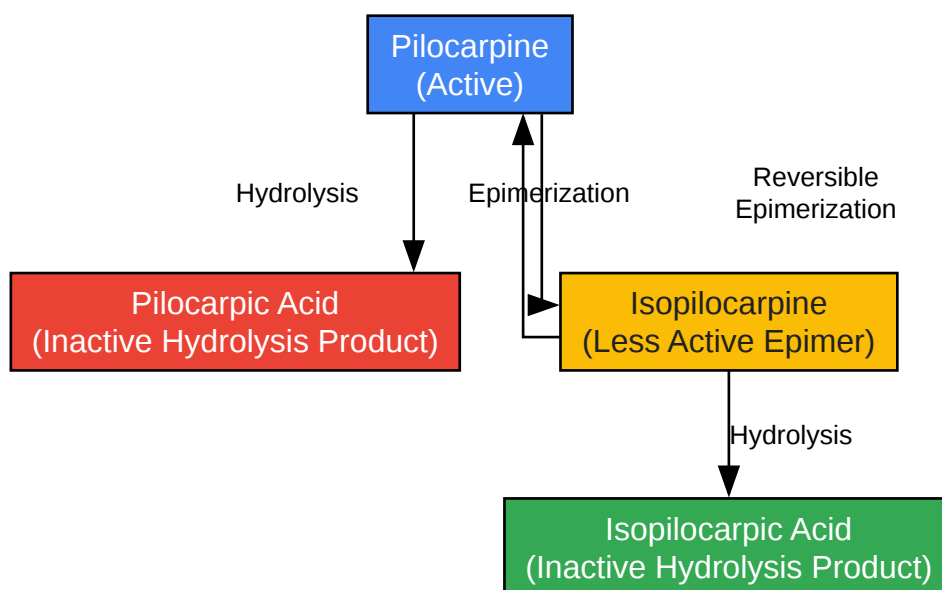 Pilocarpine
(Active)
Hydrolysis
Epimerization
Reversible
Epimerization
Pilocarpic Acid
(Inactive Hydrolysis Product)
Isopilocarpine
(Less Active Epimer)
Hydrolysis
Isopilocarpic Acid
(Inactive Hydrolysis Product)